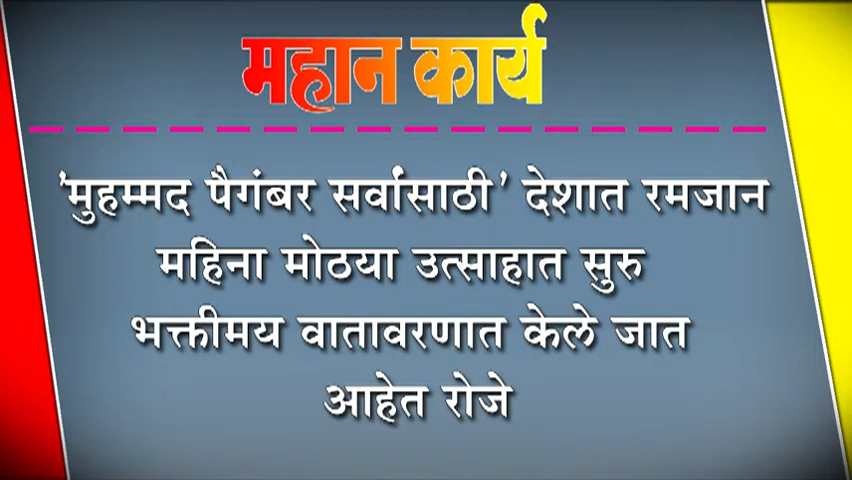 महान कार्य
'मुहम्मद पैगंबर सर्वांसाठी' देशात रमजान
महिना मोठया उत्साहात सुरु
भक्तीमय वातावरणात केले जात
आहेत रोजे